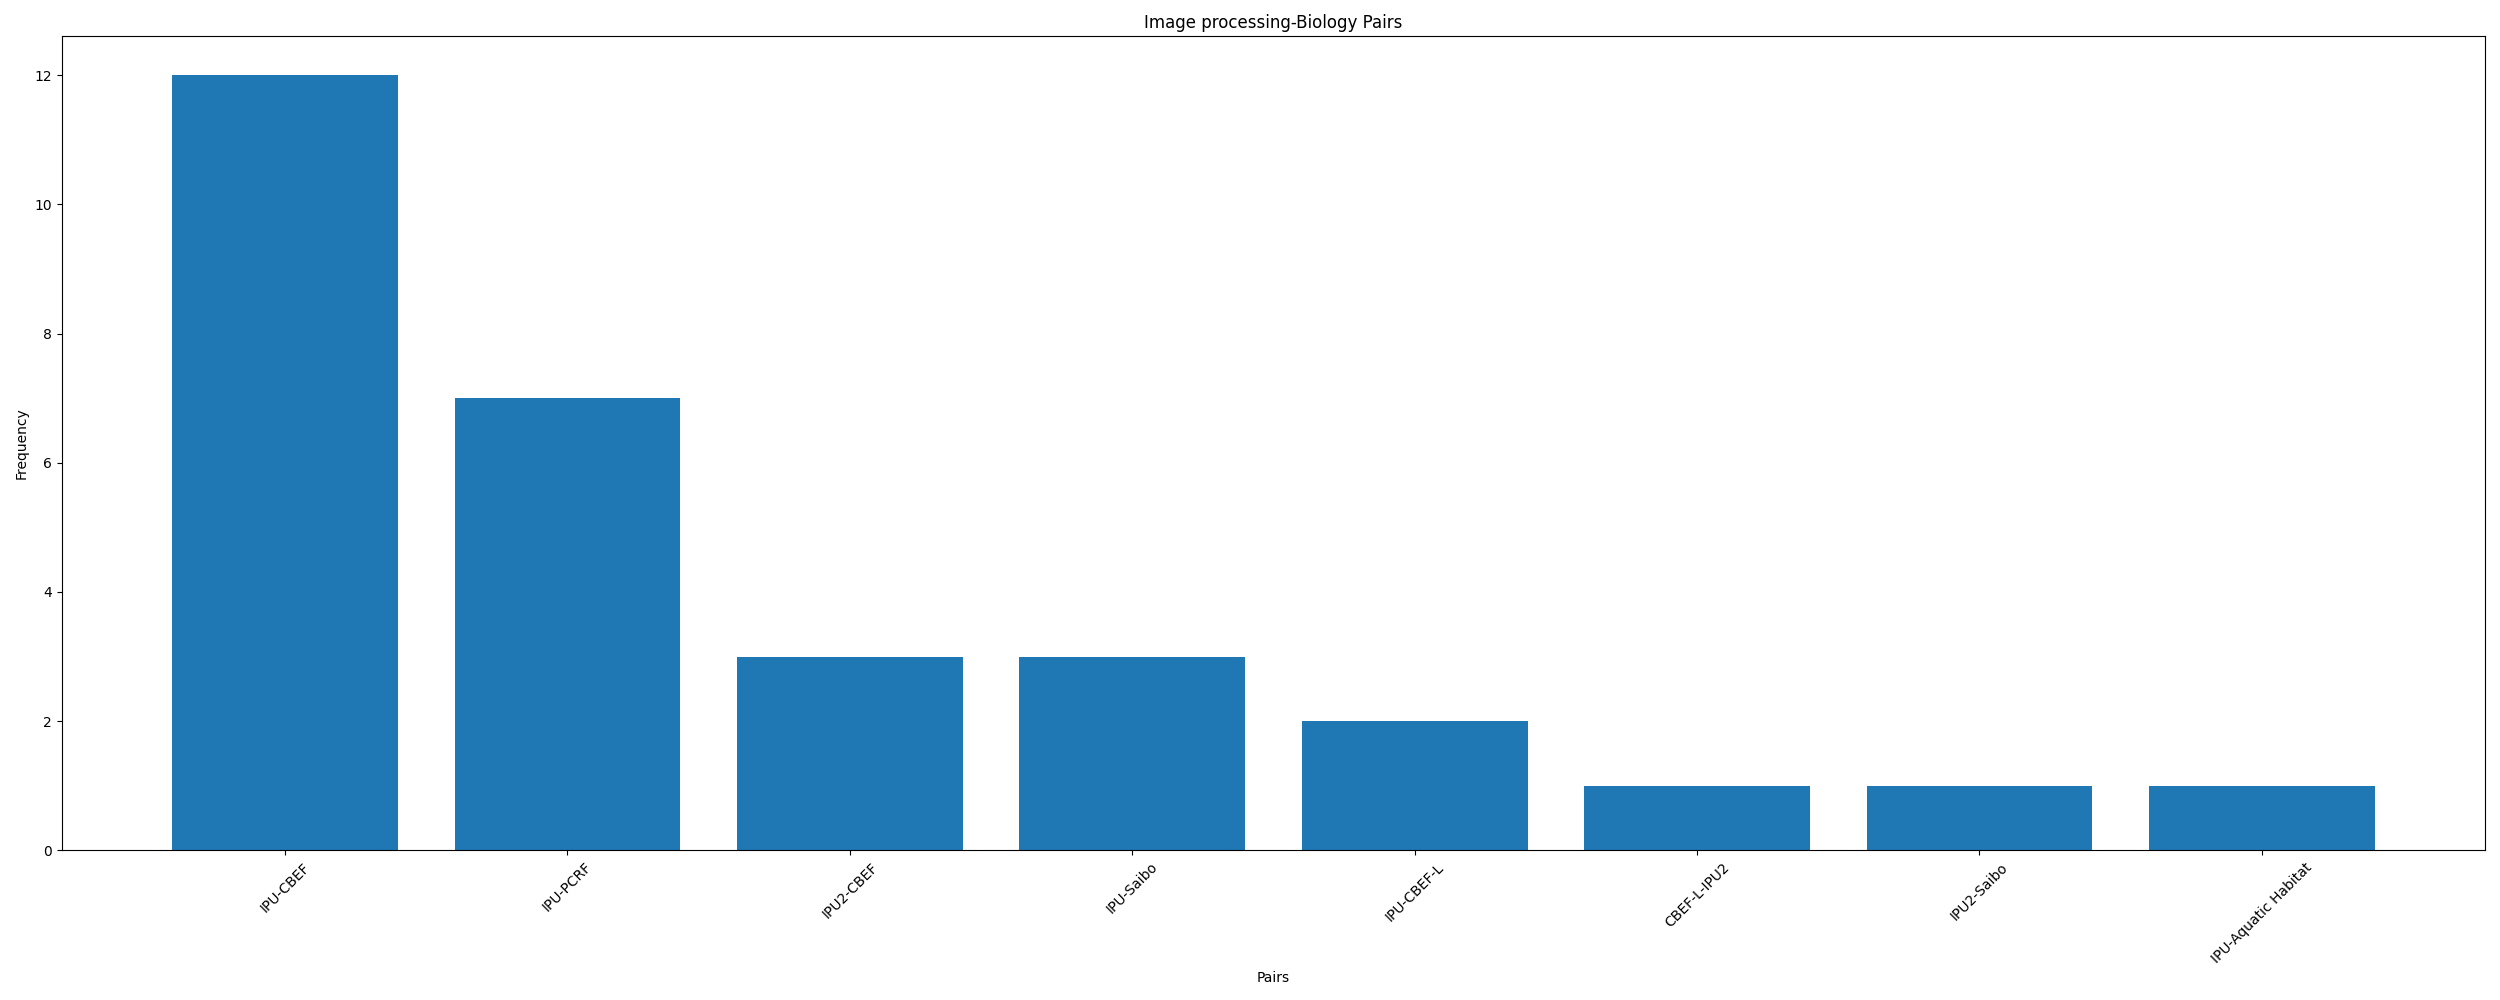 Image processing-Biology Pairs
Frequency
12
10
8
6
4
2
0
IPU-CBEF
IPU-PCRF
IPU2-CBEF
IPU-Saibo
IPU-CBEF-L
CBEF-L-IPU2
IPU2-Saibo
IPU-Aquatic Habitat
Pairs